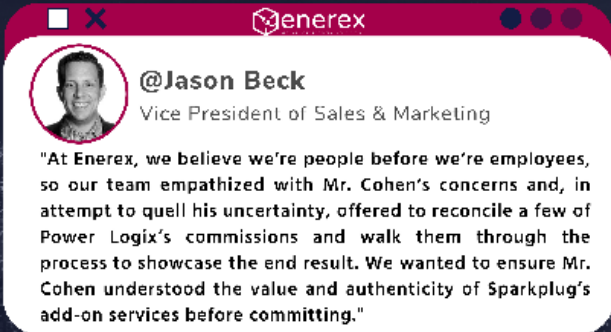 enerex
@Jason Beck
Vice President of Sales & Marketing
"At Enerex, we believe we're people before we're employees,
so our team empathized with Mr. Cohen's concerns and, in
attempt to quell his uncertainty, offered to reconcile a few of
Power Logix's commissions and walk them through the
process to showcase the end result. We wanted to ensure Mr.
Cohen understood the value and authenticity of Sparkplug's
add-on services before committing."